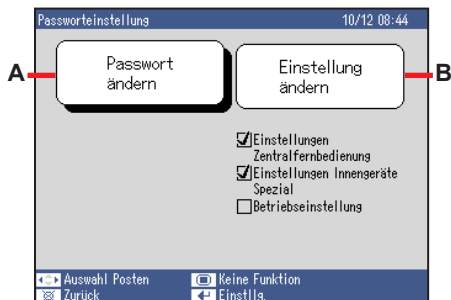 Passworteinstellung 10/12 08:44
A
Passwort
ändern
Einstellung
ändern
B
Einstellungen
Zentralfernbedienung
Einstellungen Innengeräte
Spezial
Betriebseinstellung
Auswahl Posten Keine Funktion
Zurück Einstllg.